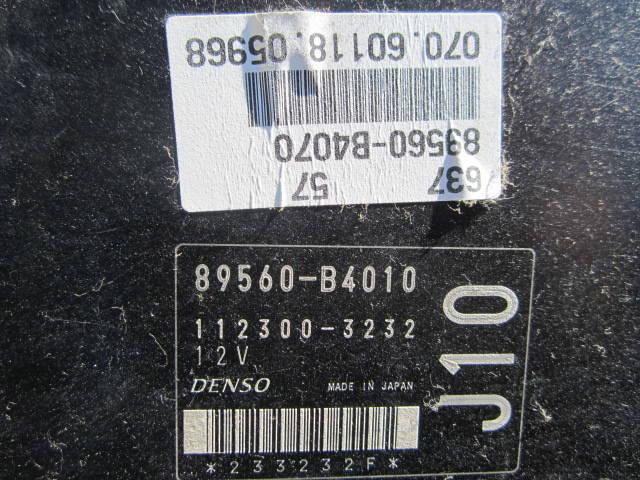 637 57
89560-B4070
070.60118.05968
89560-B4010
112300-3232
12V
DENSO MADE IN JAPAN
*233232F*
J10